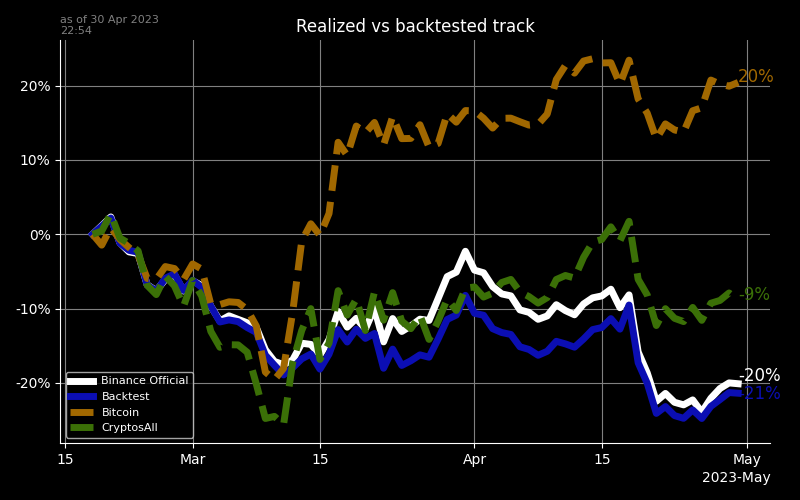 as of 30 Apr 2023
22:54
Realized vs backtested track
20%
10%
0%
-10%
-20%
20%
-9%
-20%
-21%
Binance Official
Backtest
Bitcoin
CryptosAll
15
Mar
15
Apr
15
May
2023-May